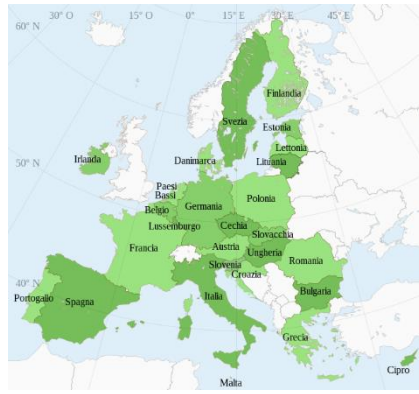 30° O
15° O
0°
15° E
30° E
45° E
60° N
Finlandia
Svezia
Estonia
Lettonia
Lituania
Irlanda
Danimarca
50° N
Paesi
Bassi
Polonia
Belgio
Germania
Lussemburgo
Cechia
Slovacchia
Francia
Austria
Ungheria
Slovenia
Romania
Croazia
40° N
Portogallo
Spagna
Italia
Bulgaria
Grecia
Cipro
Malta